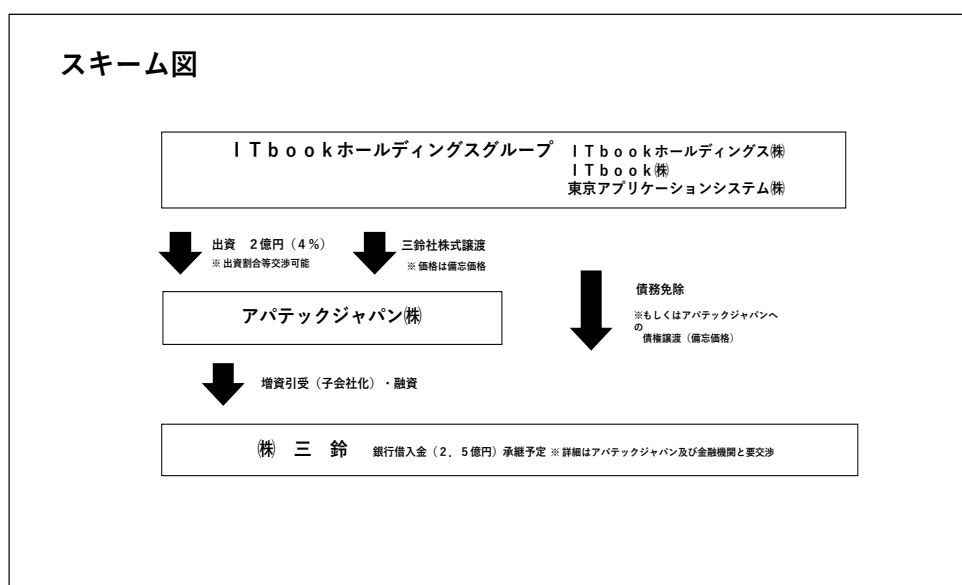 スキーム図
ＩＴｂｏｏｋホールディングスグループ
ＩＴｂｏｏｋホールディングス㈱
ＩＴｂｏｏｋ㈱
東京アプリケーションシステム㈱
出資　２億円（４％）
※ 出資割合等交渉可能
三鈴社株式譲渡
※ 価格は備忘価格
債務免除
※もしくはアパテックジャパンへ
の
債権譲渡（備忘価格）
アパテックジャパン㈱
増資引受（子会社化）・融資
㈱　三　鈴　銀行借入金（２．５億円）承継予定 ※ 詳細はアパテックジャパン及び金融機関と要交渉